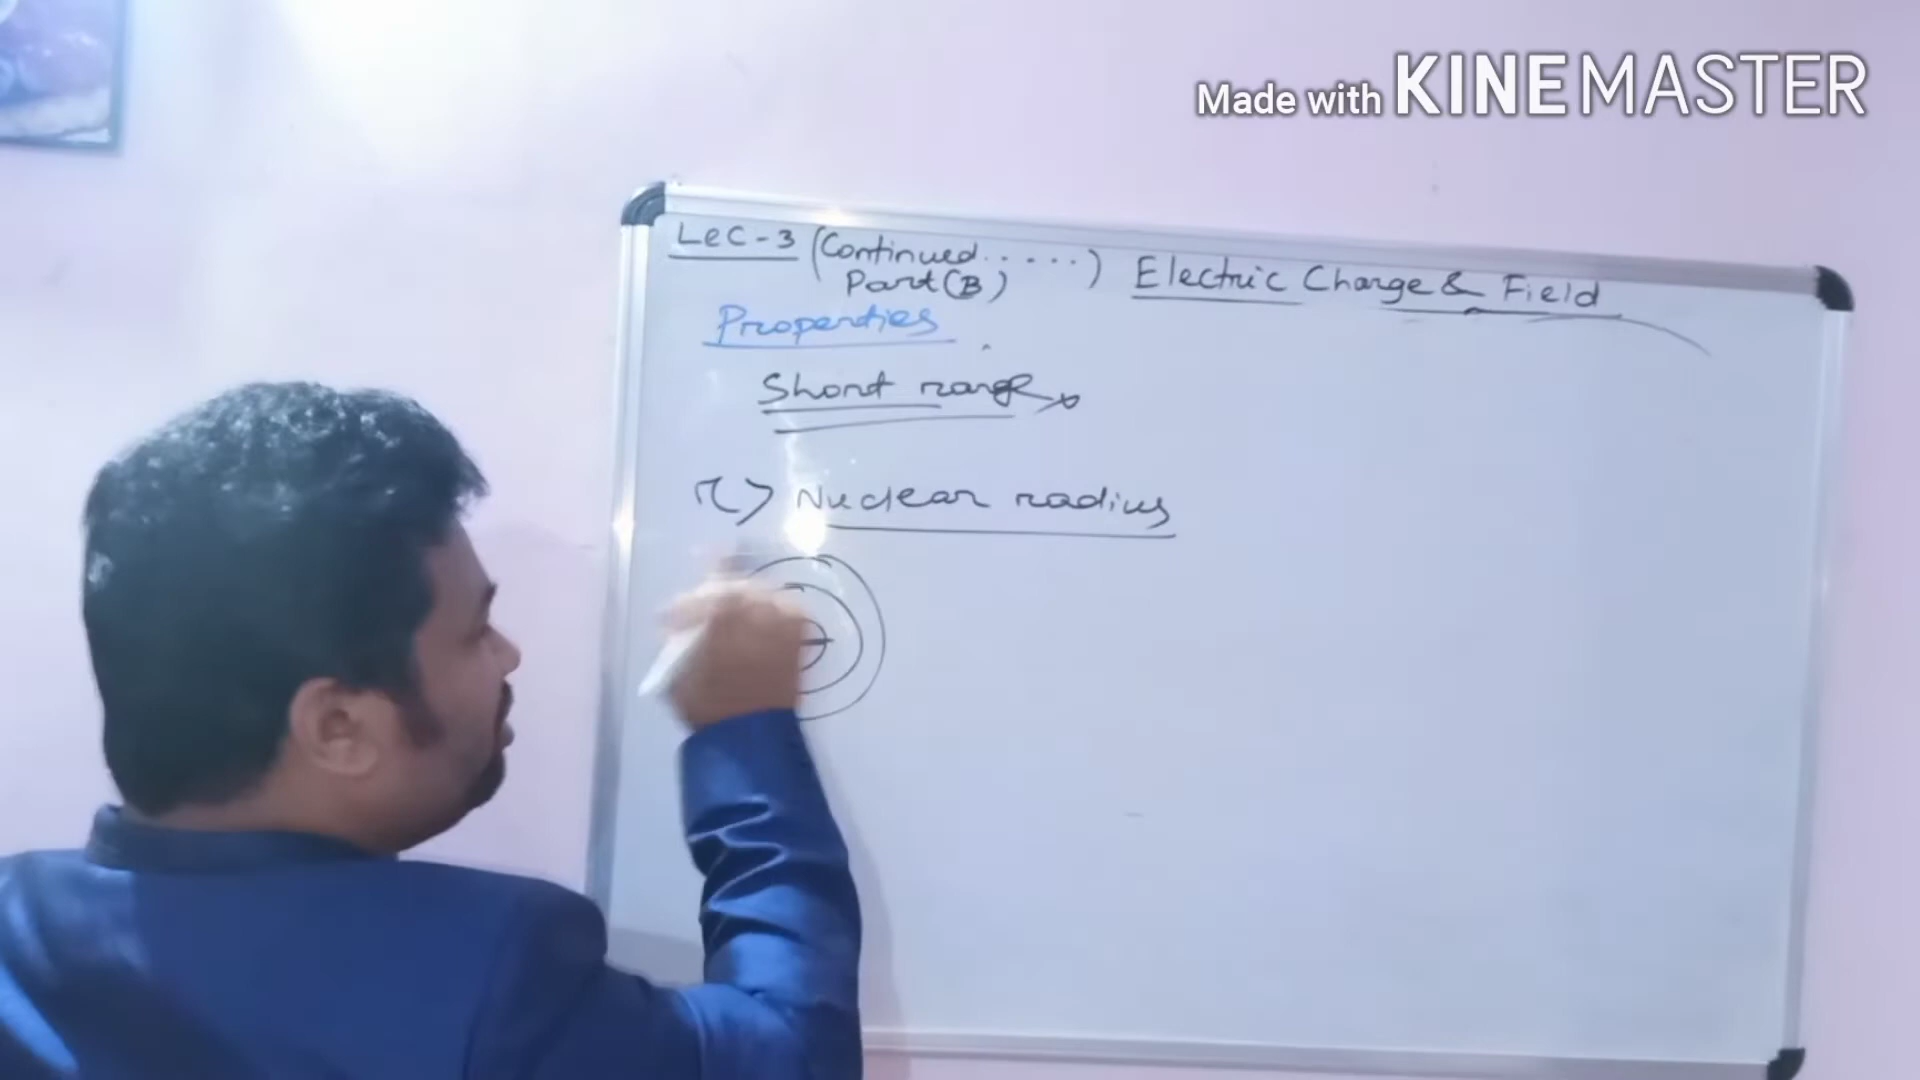 Made with KINEMASTER
Lec-3 (Continued.....) Electric Charge & Field
Part(B)
Properties
Short range
r > Nuclear radius